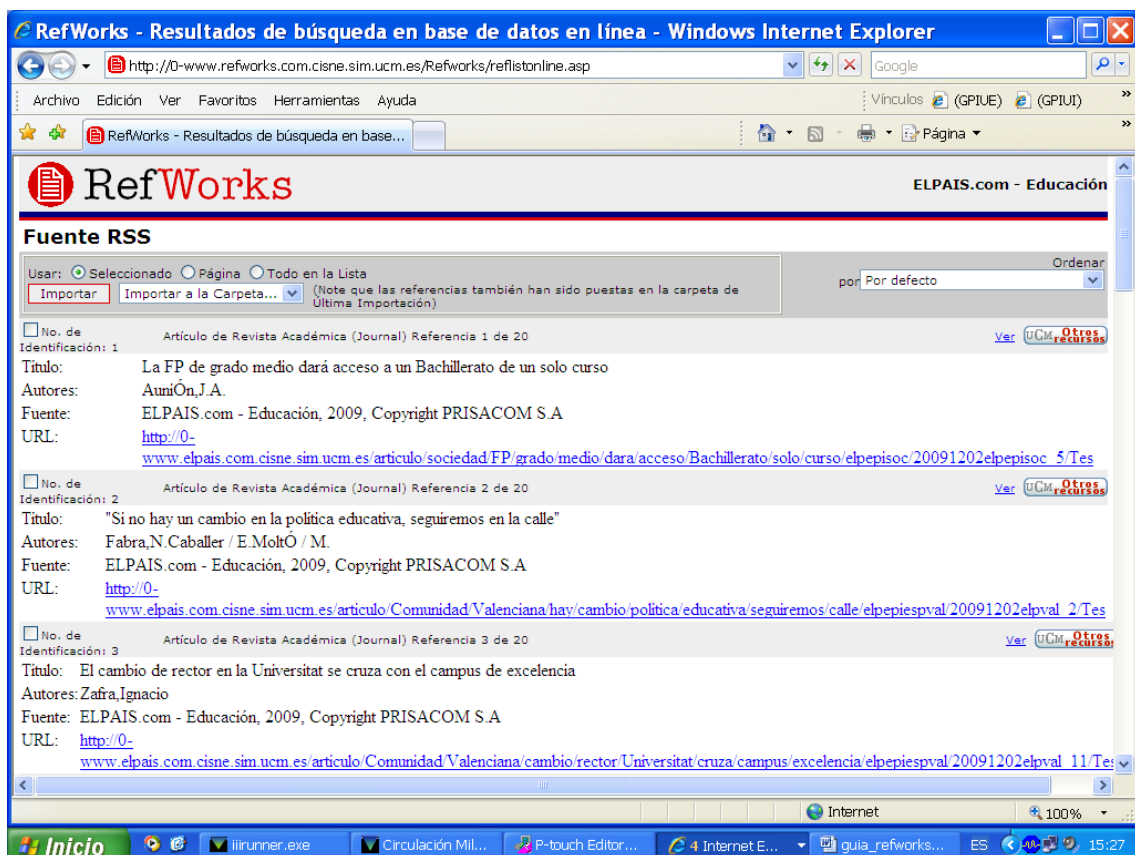 RefWorks - Resultados de búsqueda en base de datos en línea - Windows Internet Explorer
http://0-www.refworks.com.cisne.sim.ucm.es/Refworks/reflistonline.asp
Google
Archivo Edición Ver Favoritos Herramientas Ayuda
Vínculos (GPIUE) (GPIUI) »
RefWorks - Resultados de búsqueda en base...
Página »
RefWorks
ELPAIS.com - Educación
Fuente RSS
Usar: Seleccionado Página Todo en la Lista
Ordenar
Importar Importar a la Carpeta... (Note que las referencias también han sido puestas en la carpeta de
Última Importación)
por Por defecto
No. de
Identificación: 1
Artículo de Revista Académica (Journal) Referencia 1 de 20
Ver UCM Otros recursos
Titulo: La FP de grado medio dará acceso a un Bachillerato de un solo curso
Autores: AuniÓn,J.A.
Fuente: ELPAIS.com - Educación, 2009, Copyright PRISACOM S.A
URL: http://0-
www.elpais.com.cisne.sim.ucm.es/articulo/sociedad/FP/grado/medio/dara/acceso/Bachillerato/solo/curso/elpepisoc/20091202elpepisoc_5/Tes
No. de
Identificación: 2
Artículo de Revista Académica (Journal) Referencia 2 de 20
Ver UCM Otros recursos
Titulo: "Si no hay un cambio en la política educativa, seguiremos en la calle"
Autores: Fabra,N.Caballer / E.MoltÓ / M.
Fuente: ELPAIS.com - Educación, 2009, Copyright PRISACOM S.A
URL: http://0-
www.elpais.com.cisne.sim.ucm.es/articulo/Comunidad/Valenciana/hay/cambio/politica/educativa/seguiremos/calle/elpepiespval/20091202elpval_2/Tes
No. de
Identificación: 3
Artículo de Revista Académica (Journal) Referencia 3 de 20
Ver UCM Otros recursos
Titulo: El cambio de rector en la Universitat se cruza con el campus de excelencia
Autores: Zafra,Ignacio
Fuente: ELPAIS.com - Educación, 2009, Copyright PRISACOM S.A
URL: http://0-
www.elpais.com.cisne.sim.ucm.es/articulo/Comunidad/Valenciana/cambio/rector/Universitat/cruza/campus/excelencia/elpepiespval/20091202elpval_11/Tes
Internet 100%
Inicio iiirunner.exe Circulación Mil... P-touch Editor... 4 Internet E... guia_refworks... ES 15:27